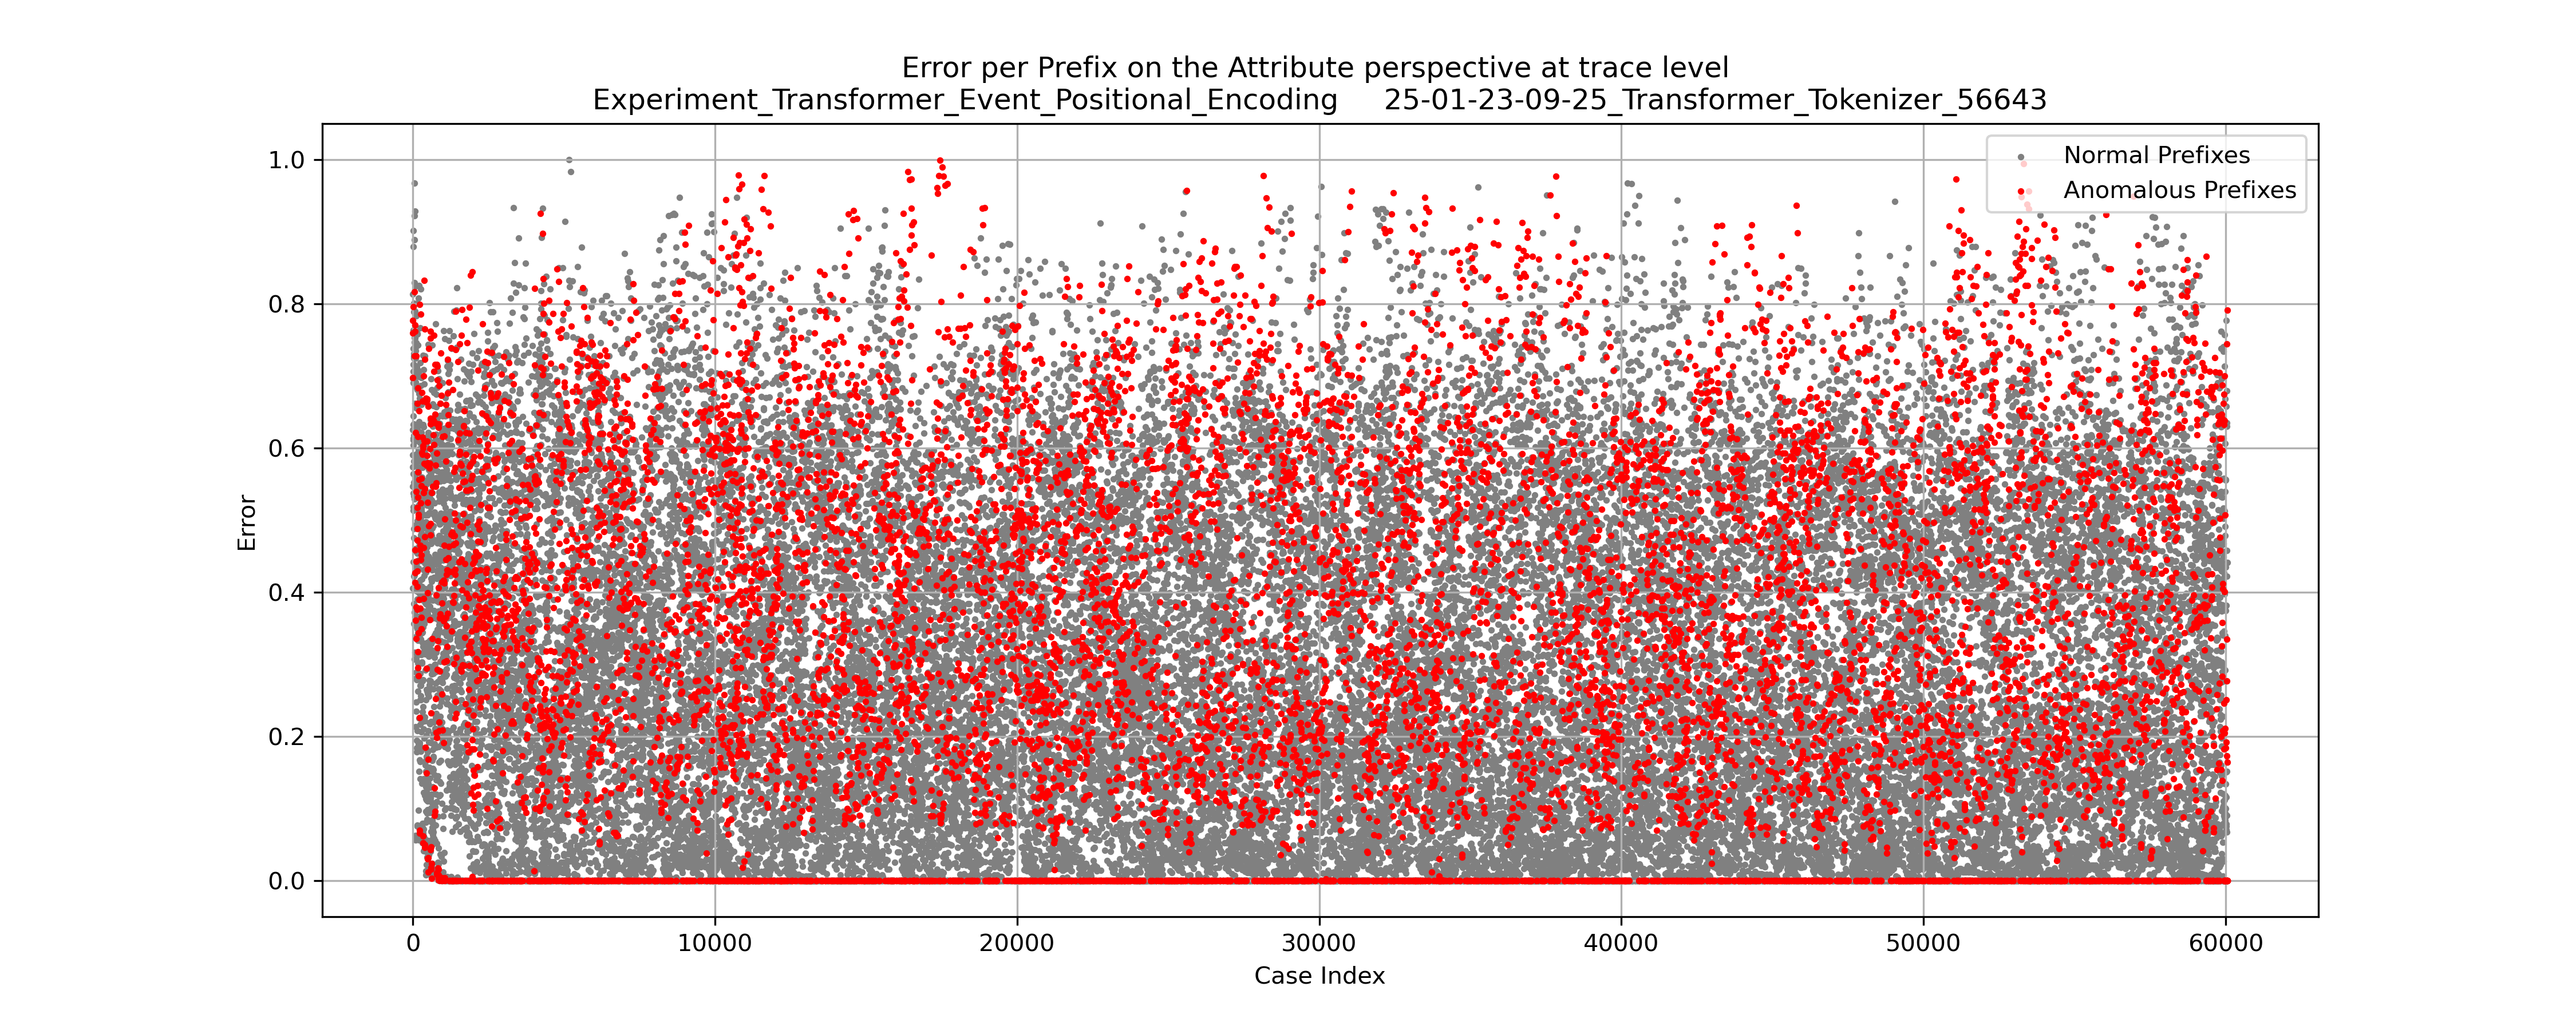 Error per Prefix on the Attribute perspective at trace level
Experiment_Transformer_Event_Positional_Encoding     25-01-23-09-25_Transformer_Tokenizer_56643
Normal Prefixes
Anomalous Prefixes
1.0
0.8
0.6
0.4
0.2
0.0
Error
0 10000 20000 30000 40000 50000 60000
Case Index